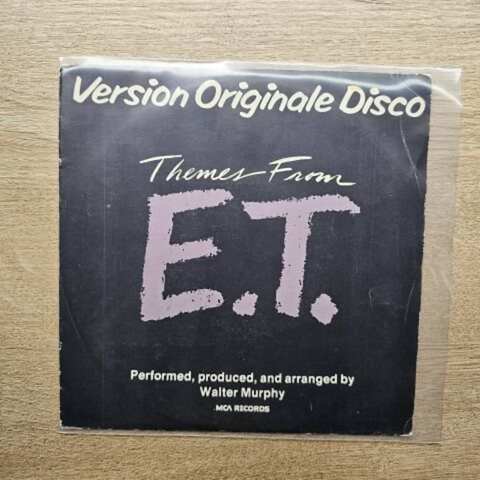 Version Originale Disco
Themes From
E.T.
Performed, produced, and arranged by
Walter Murphy
MCA RECORDS